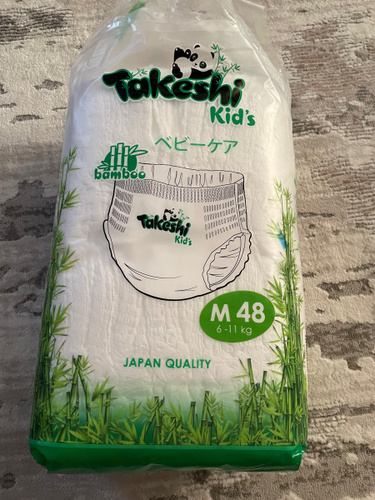 Takeshi
Kid's
ベビーケア
bamboo
Takeshi
Kid's
M 48
6-11 kg
JAPAN QUALITY